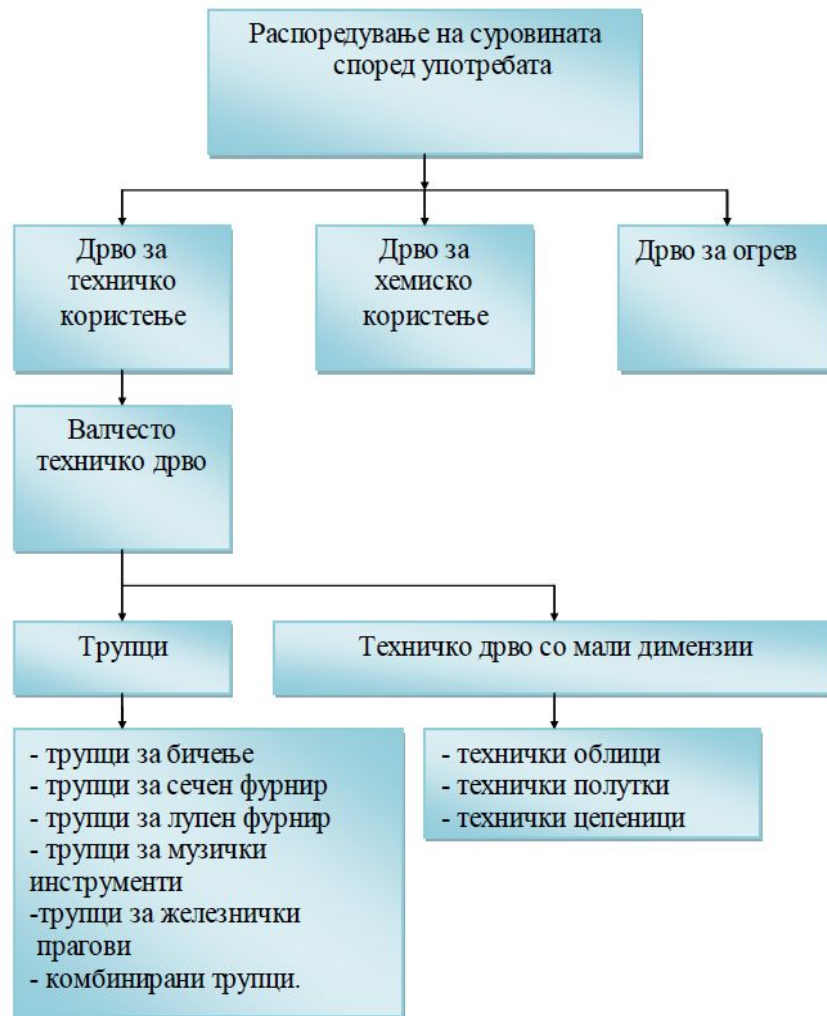 Распоредување на суровината
според употребата
Дрво за
техничко
користење
Дрво за
хемиско
користење
Дрво за огрев
Валчесто
техничко дрво
Трупци
Техничко дрво со мали димензии
- трупци за бичење
- трупци за сечен фурнир
- трупци за лупен фурнир
- трупци за музички
инструменти
-трупци за железнички
прагови
- комбинирани трупци.
- технички облици
- технички полутки
- технички цепеници